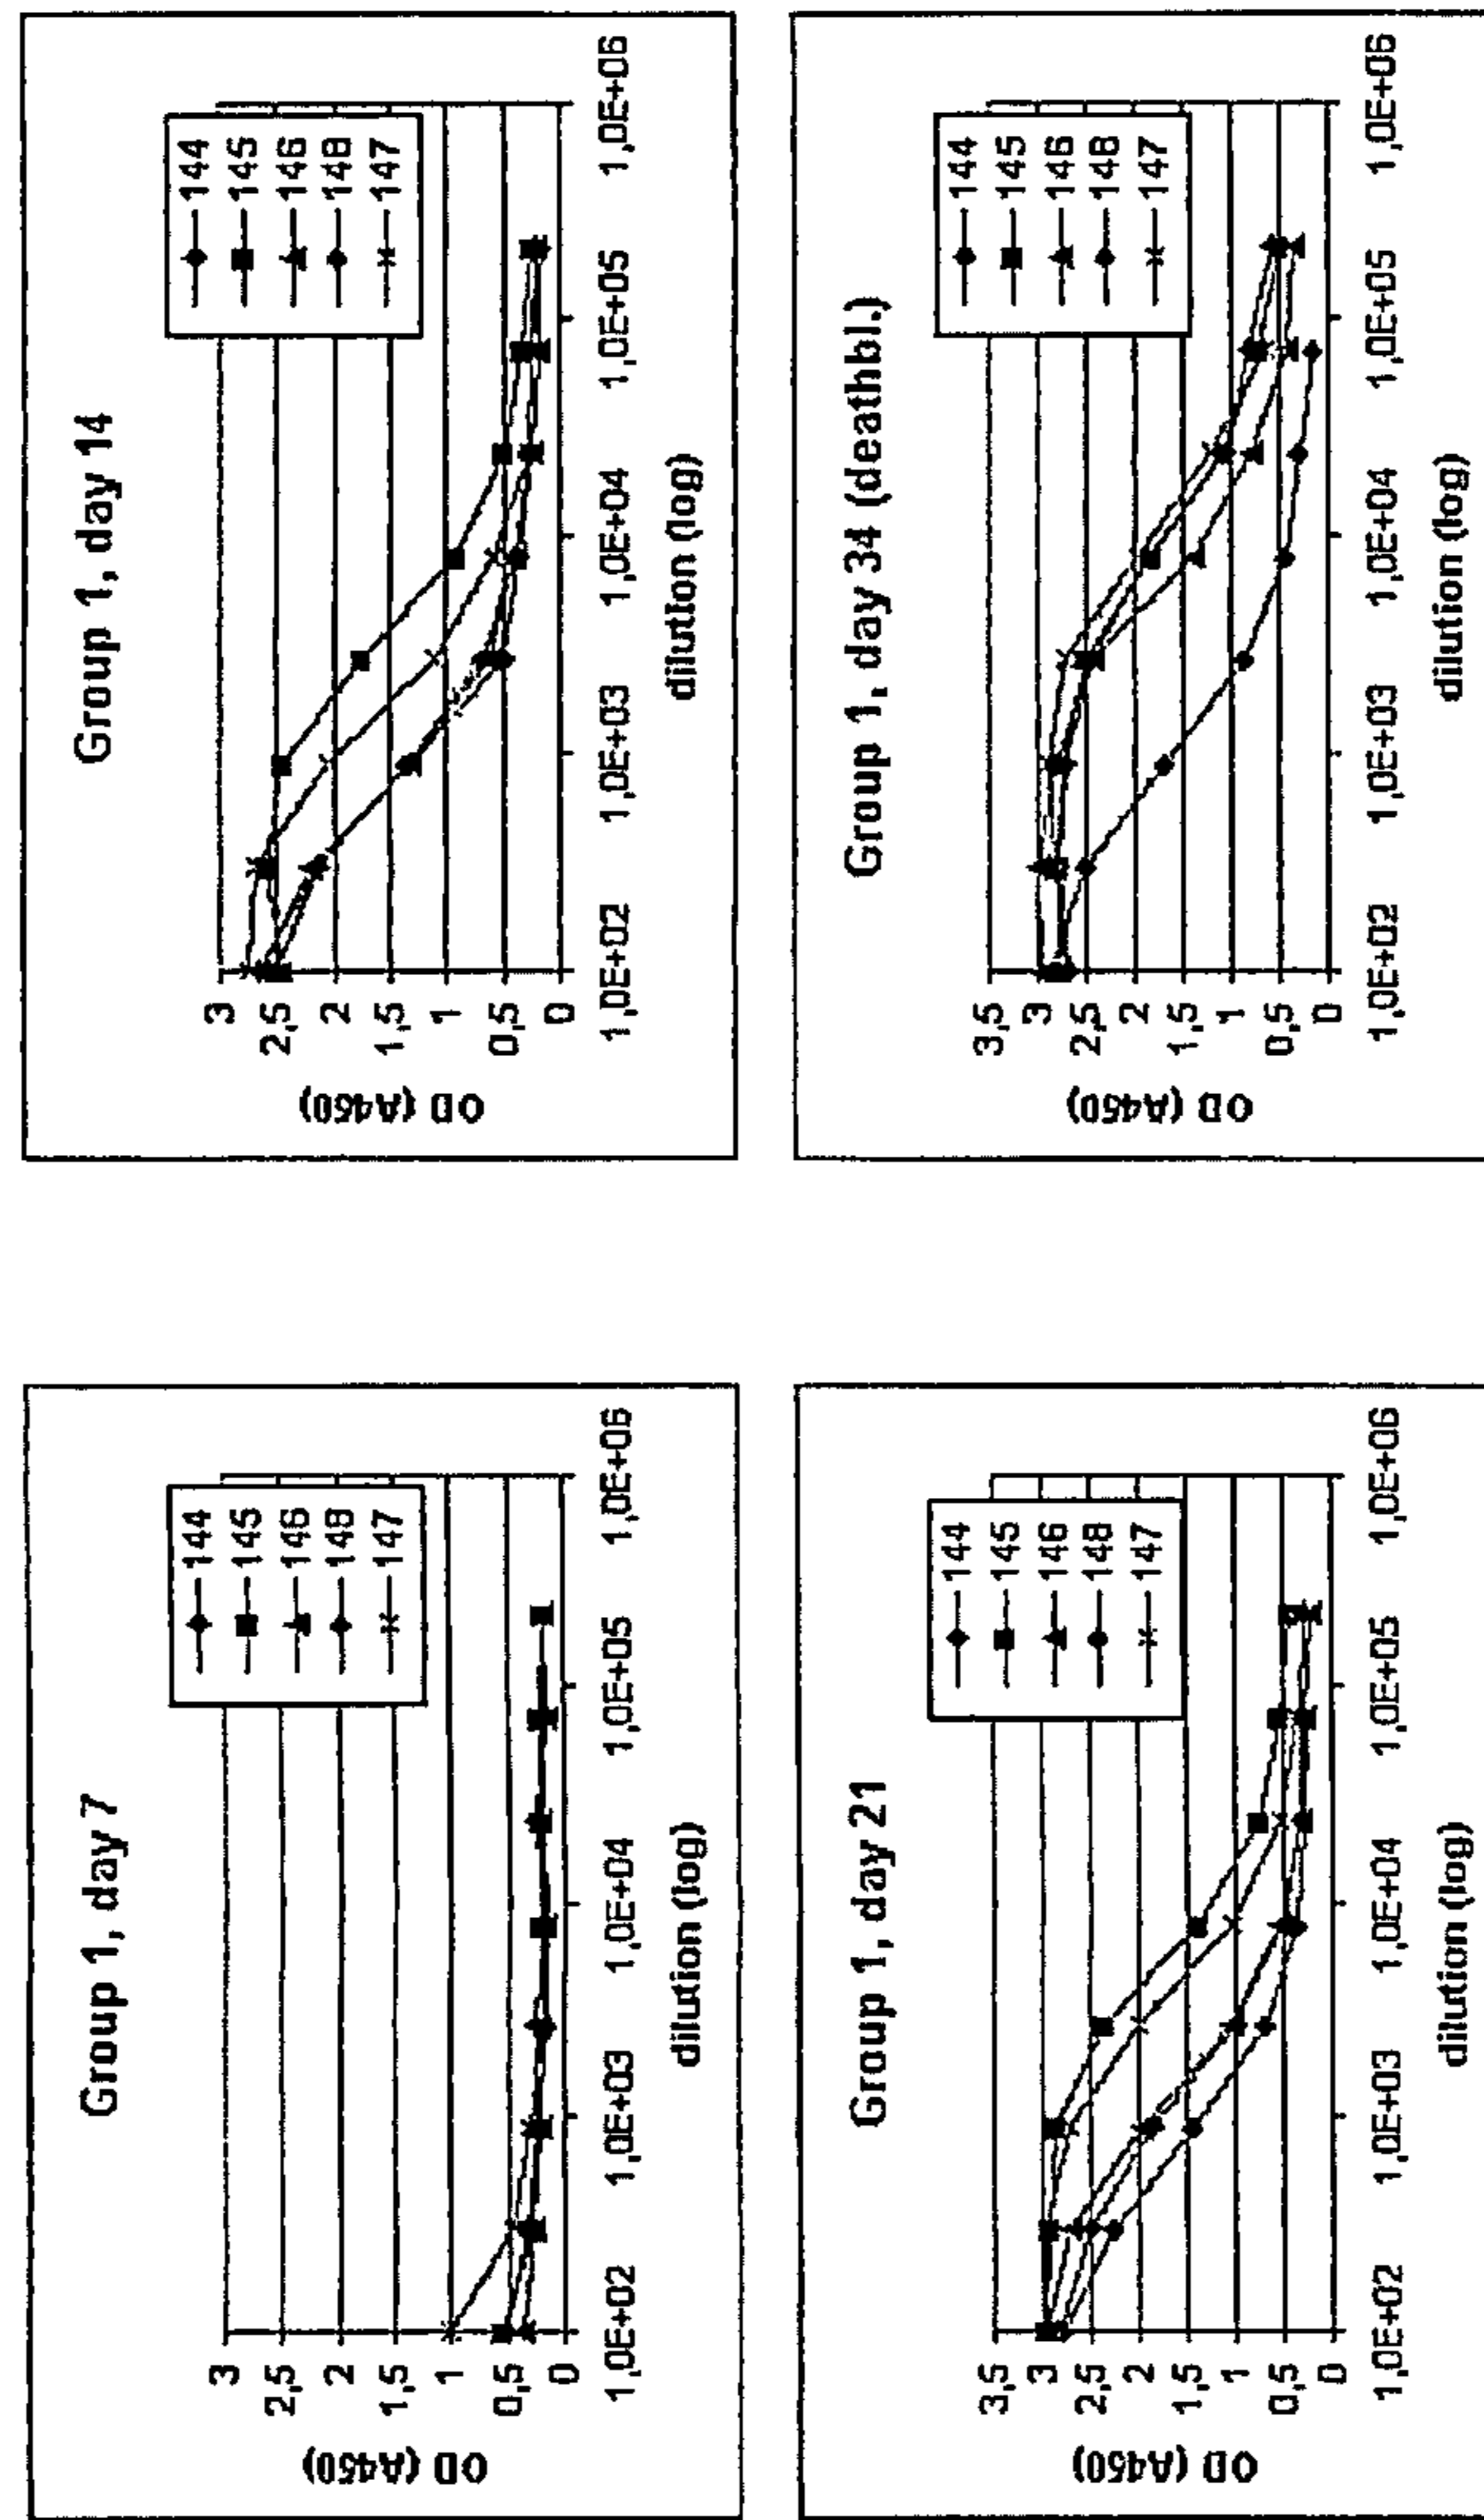 Group 1, day 7
OD (A450)
3
2,5
2
1,5
1
0,5
0
1,0E+02
1,0E+03
1,0E+04
1,0E+05
1,0E+06
dilution (log)
144
145
146
148
147
Group 1, day 14
OD (A450)
3
2,5
2
1,5
1
0,5
0
1,0E+02
1,0E+03
1,0E+04
1,0E+05
1,0E+06
dilution (log)
144
145
146
148
147
Group 1, day 21
OD (A450)
3,5
3
2,5
2
1,5
1
0,5
0
1,0E+02
1,0E+03
1,0E+04
1,0E+05
1,0E+06
dilution (log)
144
145
146
148
147
Group 1, day 34 (deathbl.)
OD (A450)
3,5
3
2,5
2
1,5
1
0,5
0
1,0E+02
1,0E+03
1,0E+04
1,0E+05
1,0E+06
dilution (log)
144
145
146
148
147